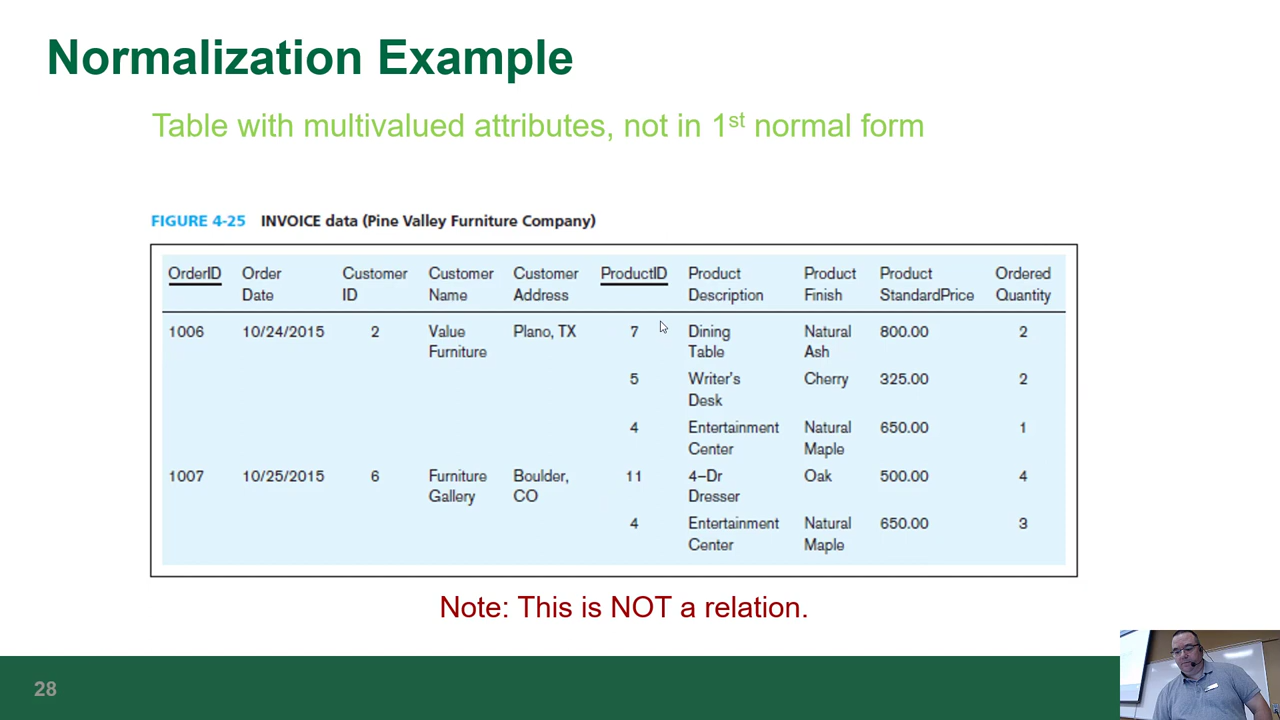 Normalization Example
Table with multivalued attributes, not in 1st normal form
FIGURE 4-25 INVOICE data (Pine Valley Furniture Company)
OrderID Order Date Customer ID Customer Name Customer Address ProductID Product Description Product Finish Product StandardPrice Ordered Quantity
1006 10/24/2015 2 Value Furniture Plano, TX 7 Dining Table Natural Ash 800.00 2
5 Writer's Desk Cherry 325.00 2
4 Entertainment Center Natural Maple 650.00 1
1007 10/25/2015 6 Furniture Gallery Boulder, CO 11 4–Dr Dresser Oak 500.00 4
4 Entertainment Center Natural Maple 650.00 3
Note: This is NOT a relation.
28